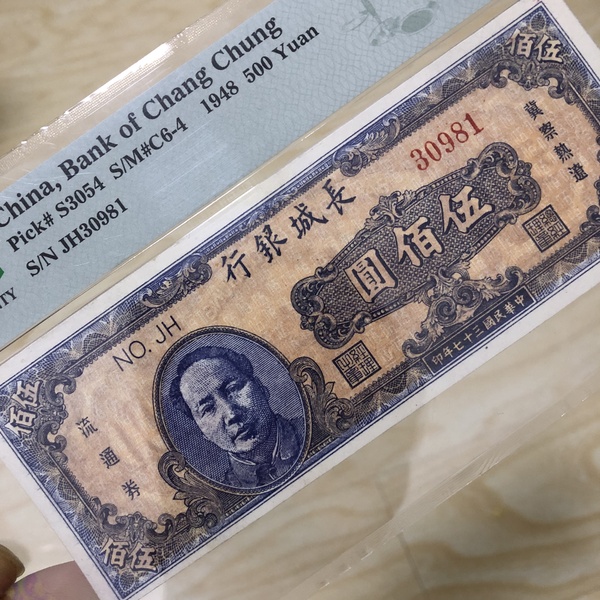 China, Bank of Chang Chung
Pick# S3054 S/M#C6-4 1948 500 Yuan
S/N JH30981
伍佰
伍佰
30981
冀察熱遼
長城銀行
伍佰圓
NO. JH
中華民國三十七年印
流通券
伍佰
伍佰